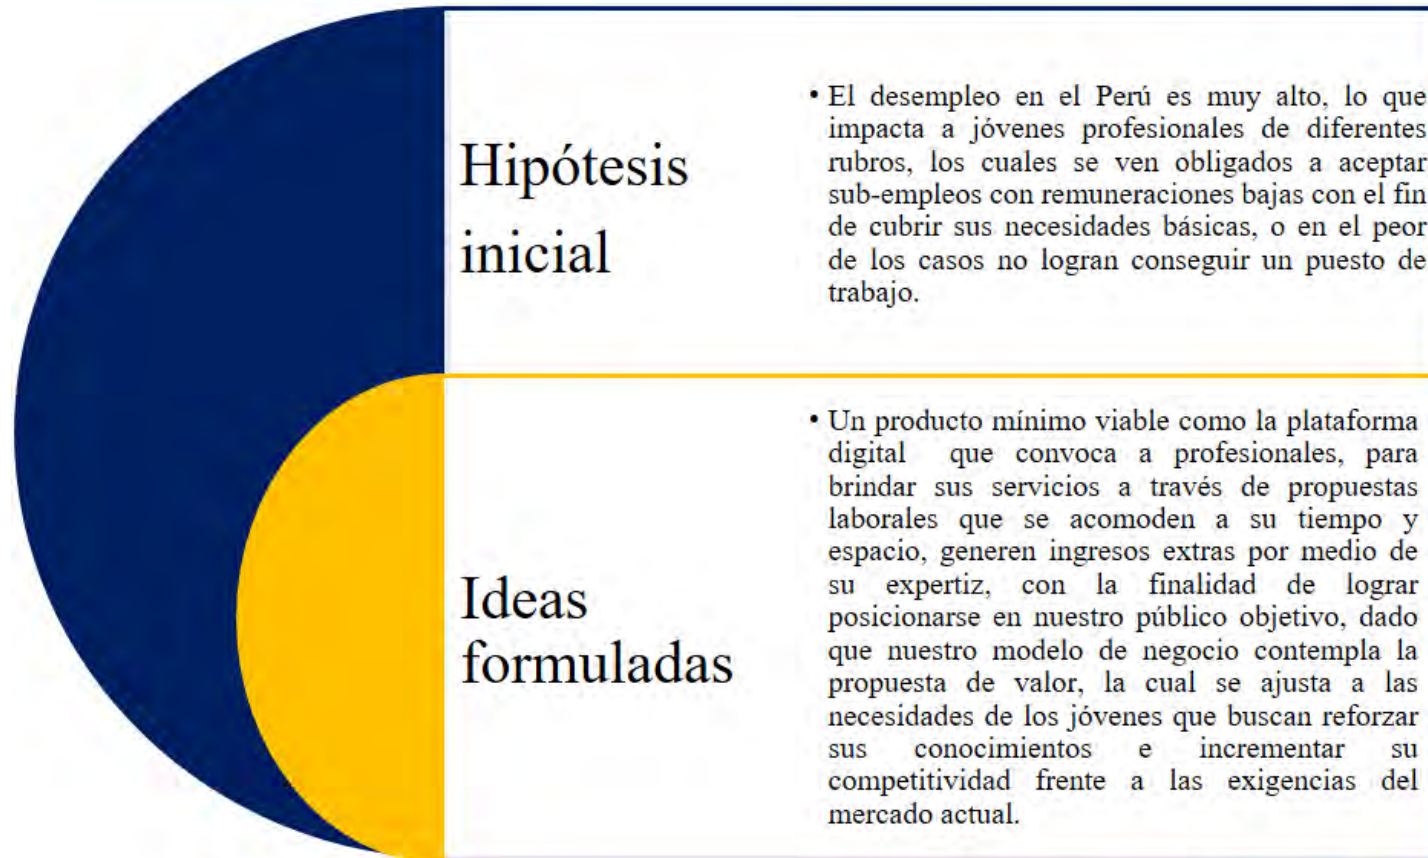 Hipótesis
inicial
• El desempleo en el Perú es muy alto, lo que
impacta a jóvenes profesionales de diferentes
rubros, los cuales se ven obligados a aceptar
sub-empleos con remuneraciones bajas con el fin
de cubrir sus necesidades básicas, o en el peor
de los casos no logran conseguir un puesto de
trabajo.
Ideas
formuladas
• Un producto mínimo viable como la plataforma
digital que convoca a profesionales, para
brindar sus servicios a través de propuestas
laborales que se acomoden a su tiempo y
espacio, generen ingresos extras por medio de
su expertiz, con la finalidad de lograr
posicionarse en nuestro público objetivo, dado
que nuestro modelo de negocio contempla la
propuesta de valor, la cual se ajusta a las
necesidades de los jóvenes que buscan reforzar
sus conocimientos e incrementar su
competitividad frente a las exigencias del
mercado actual.